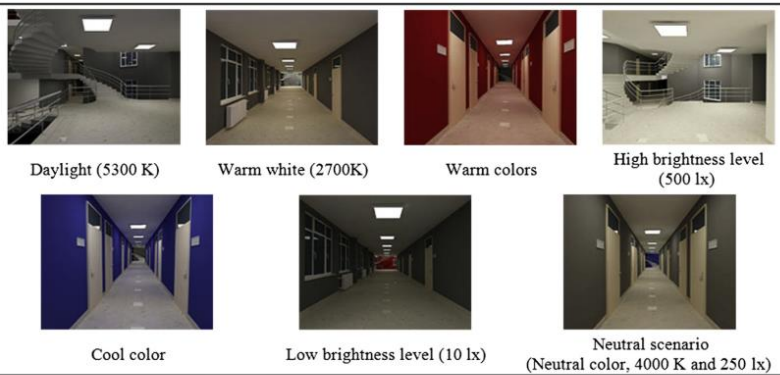 Daylight (5300 K)
Warm white (2700K)
Warm colors
High brightness level
(500 lx)
Cool color
Low brightness level (10 lx)
Neutral scenario
(Neutral color, 4000 K and 250 lx)